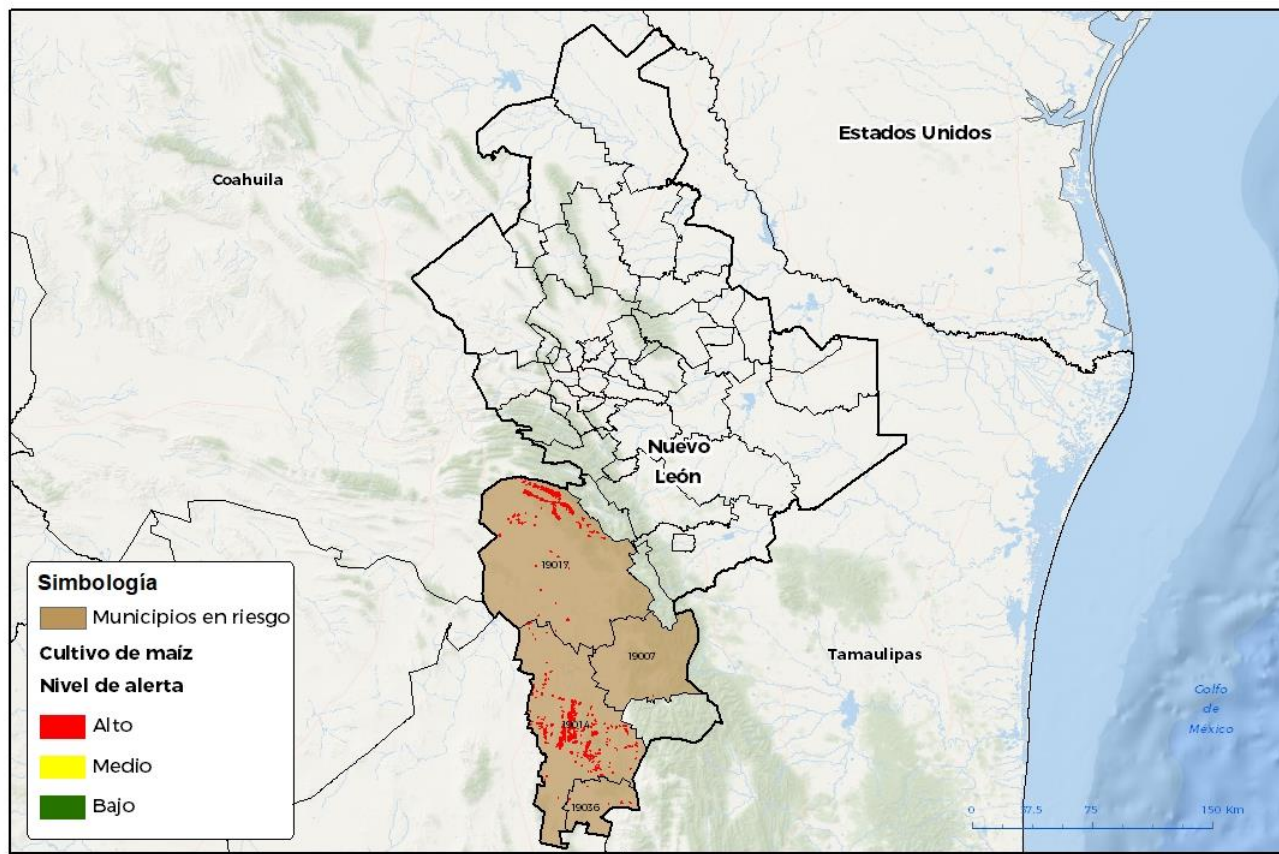 Estados Unidos
Coahuila
Nuevo
León
19017
19007
Tamaulipas
19014
19036
Golfo
de
México
0 37.5 75 150 Km
Simbología
Municipios en riesgo
Cultivo de maíz
Nivel de alerta
Alto
Medio
Bajo